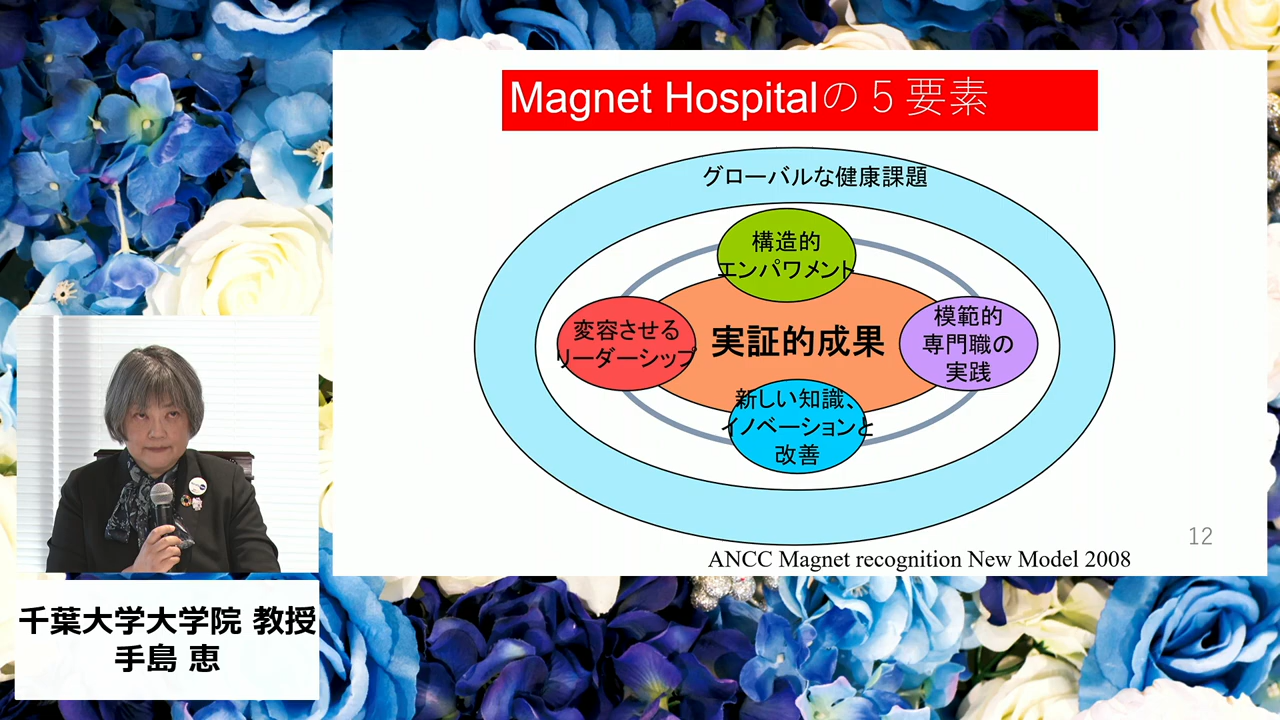 Magnet Hospitalの５要素
グローバルな健康課題
構造的
エンパワメント
変容させる
リーダーシップ
実証的成果
模範的
専門職の
実践
新しい知識、
イノベーションと
改善
12
ANCC Magnet recognition New Model 2008
千葉大学大学院 教授
手島 恵